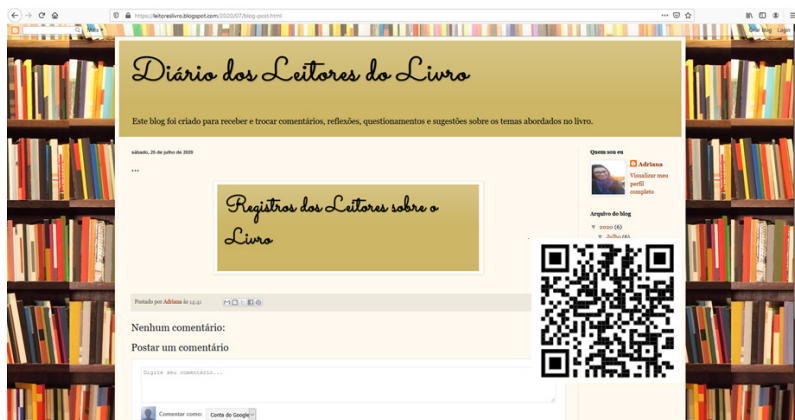 https://leitoreslivro.blogspot.com/2020/07/blog-post.html
Mais
Criar blog Login
Diário dos Leitores do Livro
Este blog foi criado para receber e trocar comentários, reflexões, questionamentos e sugestões sobre os temas abordados no livro.
sábado, 25 de julho de 2020
...
Registros dos Leitores sobre o
Livro
Postado por Adriana às 14:41
Nenhum comentário:
Postar um comentário
Digite seu comentário...
Comentar como: Conta do Google
Quem sou eu
Adriana
Visualizar meu
perfil
completo
Arquivo do blog
▼ 2020 (6)
▼ Julho (6)